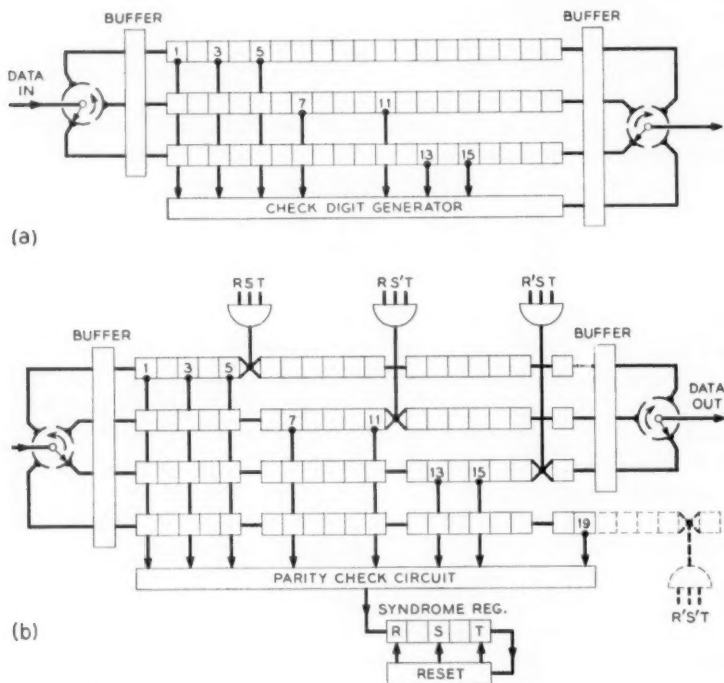 BUFFER
BUFFER
1 3 5
DATA IN
7 11
13 15
CHECK DIGIT GENERATOR
(a)
RST RS'T R'ST
BUFFER
BUFFER
1 3 5
DATA OUT
7 11
13 15
19
PARITY CHECK CIRCUIT
R'S'T
SYNDROME REG.
(b)
R S T
RESET